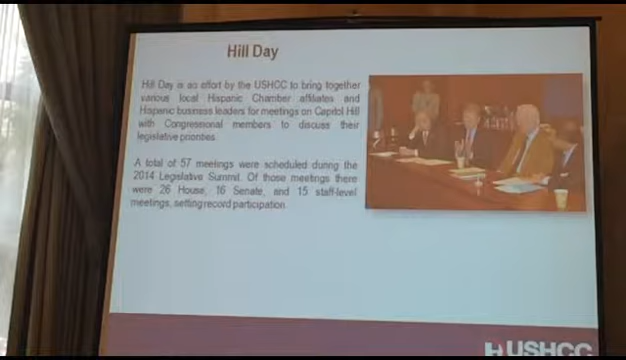 Hill Day
Hill Day is an effort by the USHCC to bring together
various local Hispanic Chamber affiliates and
Hispanic business leaders for meetings on Capitol Hill
with Congressional members to discuss their
legislative priorities.
A total of 57 meetings were scheduled during the
2014 Legislative Summit. Of those meetings there
were 26 House, 16 Senate, and 15 staff-level
meetings, setting record participation.
USHCC